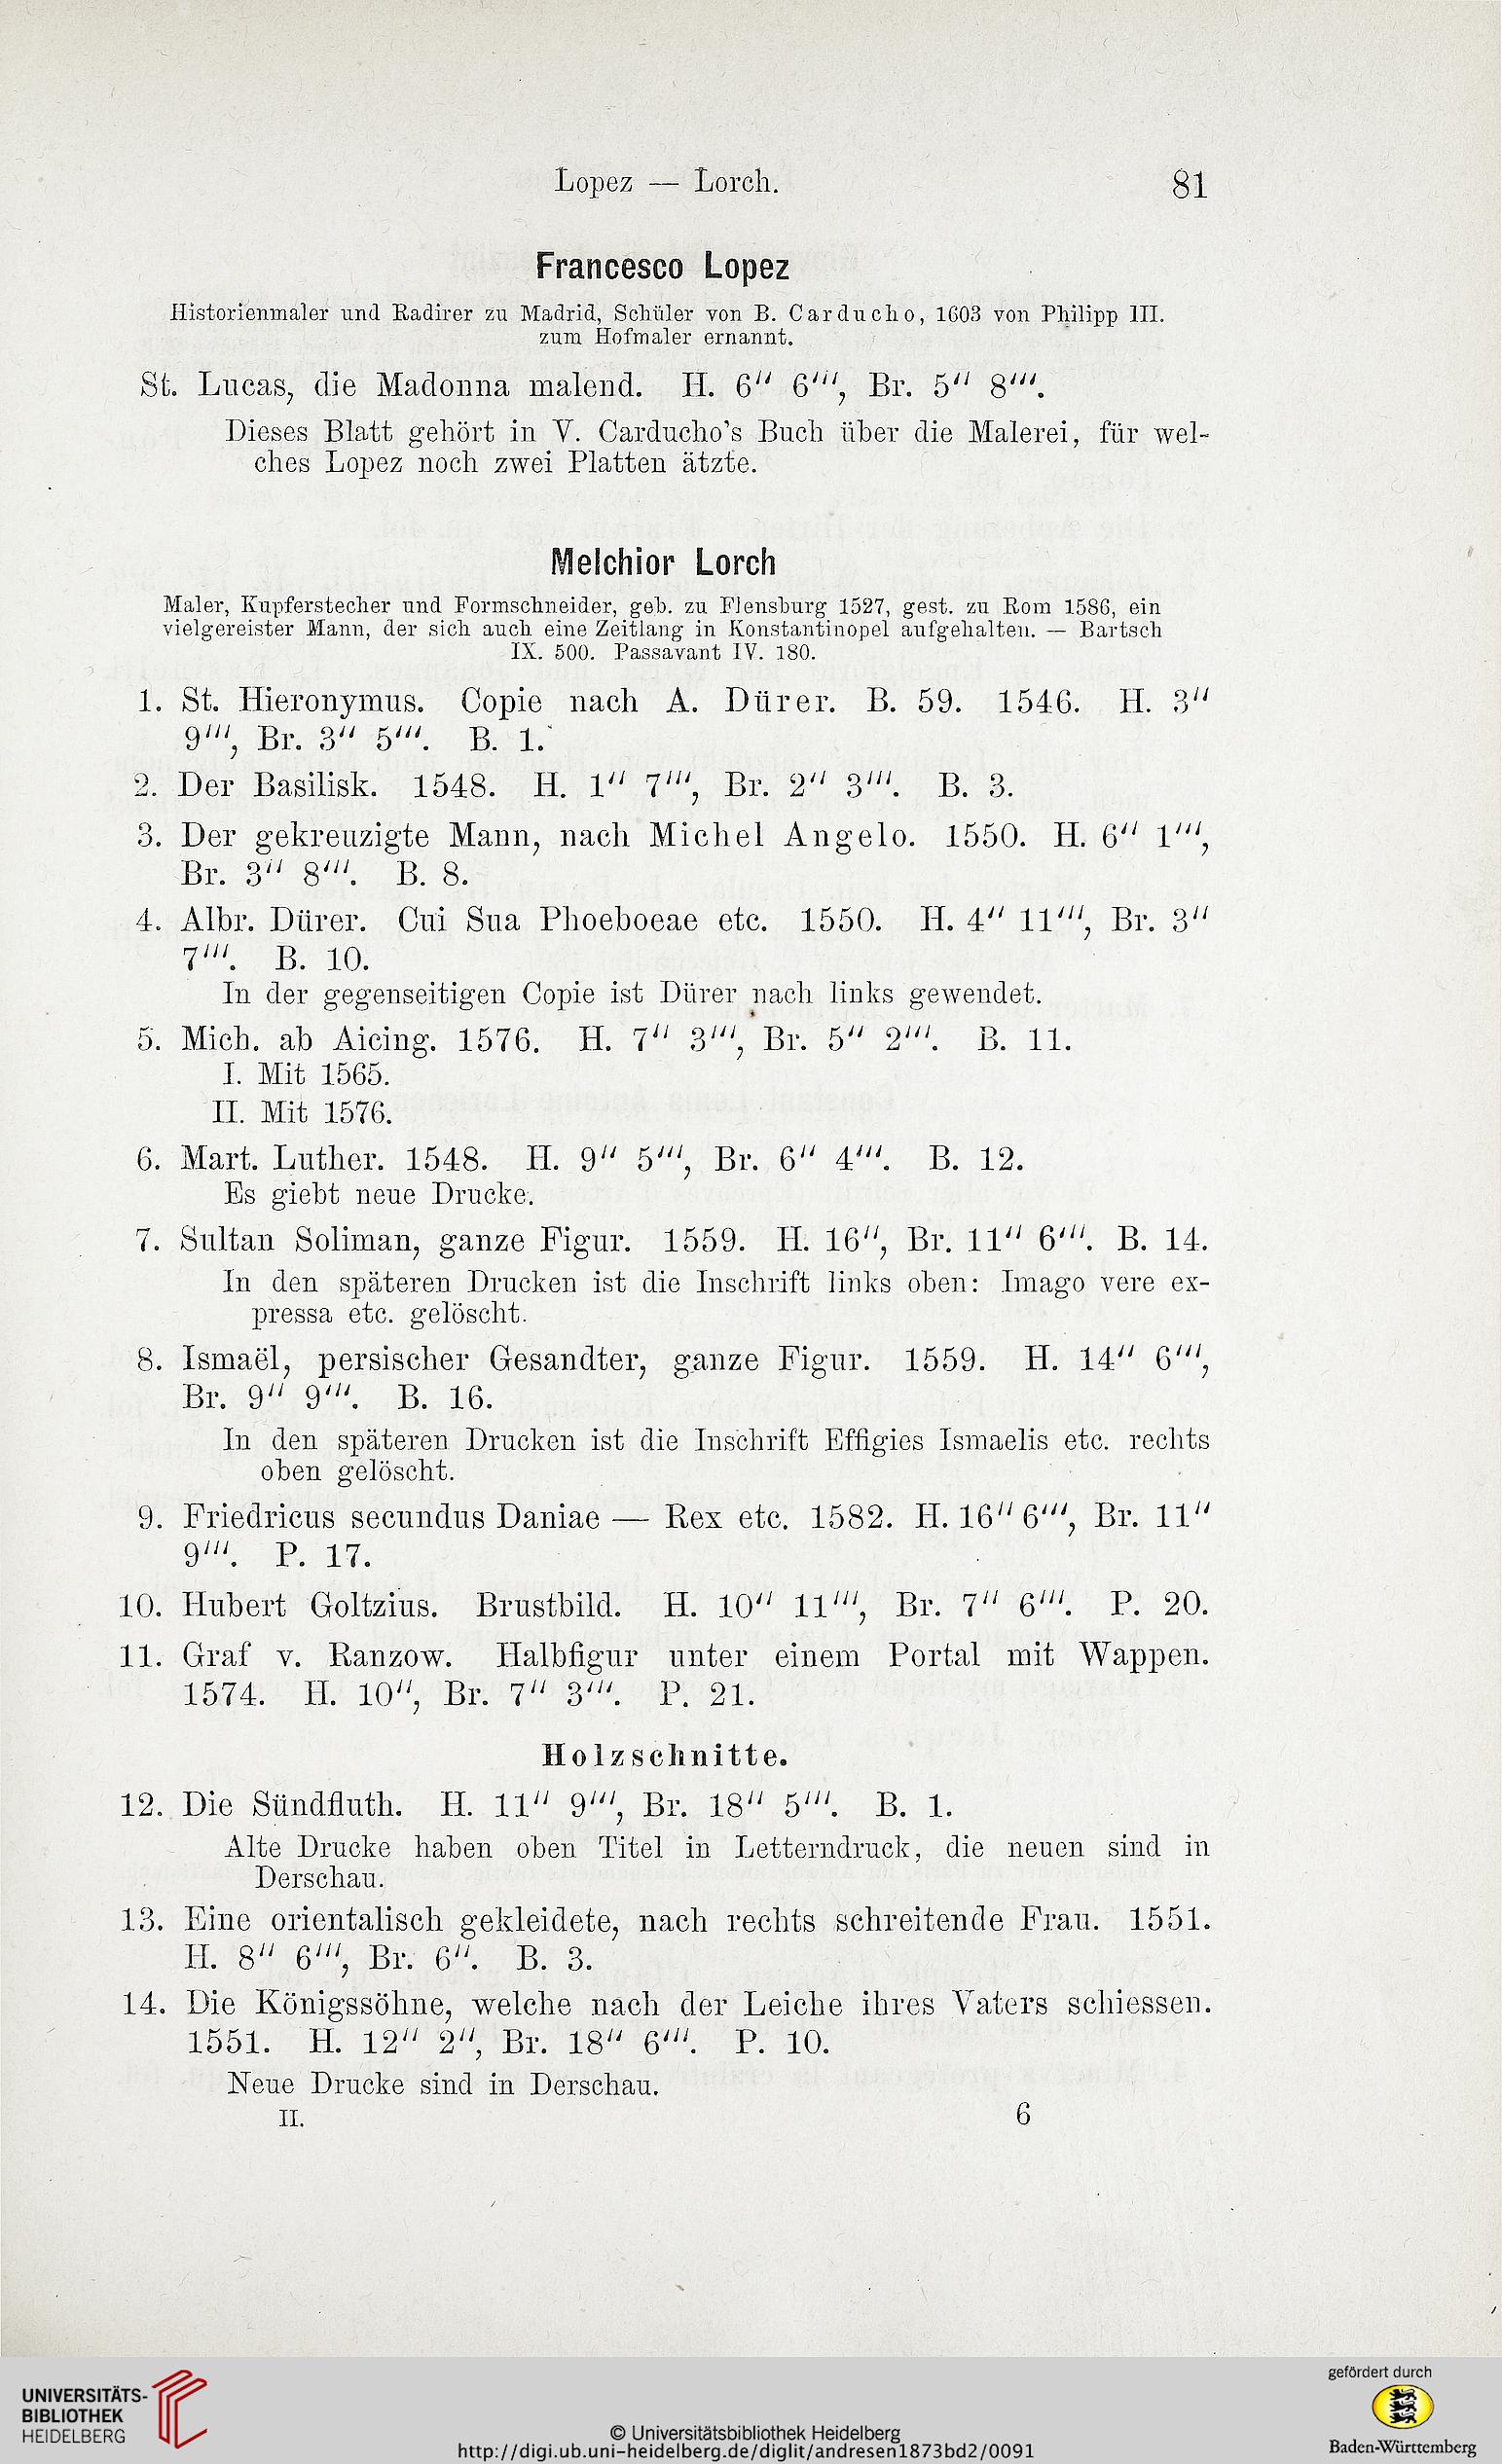 Lopez — Lorch. 81
Francesco Lopez
Historienmaler und Radirer zu Madrid, Schüler von B. Carducho, 1603 von Philipp III.
zum Hofmaler ernannt.
St. Lucas, die Madonna malend. H. 6″ 6‴, Br. 5″ 8‴.
Dieses Blatt gehört in V. Carducho's Buch über die Malerei, für wel-
ches Lopez noch zwei Platten ätzte.
Melchior Lorch
Maler, Kupferstecher und Formschneider, geb. zu Flensburg 1527, gest. zu Rom 1586, ein
vielgereister Mann, der sich auch eine Zeitlang in Konstantinopel aufgehalten. — Bartsch
IX. 500. Passavant IV. 180.
1. St. Hieronymus. Copie nach A. Dürer. B. 59. 1546. H. 3″
9‴, Br. 3″ 5‴. B. 1.
2. Der Basilisk. 1548. H. 1″ 7‴, Br. 2″ 3‴. B. 3.
3. Der gekreuzigte Mann, nach Michel Angelo. 1550. H. 6″ 1‴,
Br. 3″ 8‴. B. 8.
4. Albr. Dürer. Cui Sua Phoeboeae etc. 1550. H. 4″ 11‴, Br. 3″
7‴. B. 10.
In der gegenseitigen Copie ist Dürer nach links gewendet.
5. Mich. ab Aicing. 1576. H. 7″ 3‴, Br. 5″ 2‴. B. 11.
I. Mit 1565.
II. Mit 1576.
6. Mart. Luther. 1548. H. 9″ 5‴, Br. 6″ 4‴. B. 12.
Es giebt neue Drucke.
7. Sultan Soliman, ganze Figur. 1559. H. 16″, Br. 11″ 6‴. B. 14.
In den späteren Drucken ist die Inschrift links oben: Imago vere ex-
pressa etc. gelöscht.
8. Ismaël, persischer Gesandter, ganze Figur. 1559. H. 14″ 6‴,
Br. 9″ 9‴. B. 16.
In den späteren Drucken ist die Inschrift Effigies Ismaelis etc. rechts
oben gelöscht.
9. Friedricus secundus Daniae — Rex etc. 1582. H. 16″ 6‴, Br. 11″
9‴. P. 17.
10. Hubert Goltzius. Brustbild. H. 10″ 11‴, Br. 7″ 6‴. P. 20.
11. Graf v. Ranzow. Halbfigur unter einem Portal mit Wappen.
1574. H. 10″, Br. 7″ 3‴. P. 21.
Holzschnitte.
12. Die Sündfluth. H. 11″ 9‴, Br. 18″ 5‴. B. 1.
Alte Drucke haben oben Titel in Letterndruck, die neuen sind in
Derschau.
13. Eine orientalisch gekleidete, nach rechts schreitende Frau. 1551.
H. 8″ 6‴, Br. 6″. B. 3.
14. Die Königssöhne, welche nach der Leiche ihres Vaters schiessen.
1551. H. 12″ 2″, Br. 18″ 6‴. P. 10.
Neue Drucke sind in Derschau.
II. 6
UNIVERSITÄTS-
BIBLIOTHEK
HEIDELBERG
© Universitätsbibliothek Heidelberg
http://digi.ub.uni-heidelberg.de/diglit/andresen1873bd2/0091
gefördert durch
Baden-Württemberg